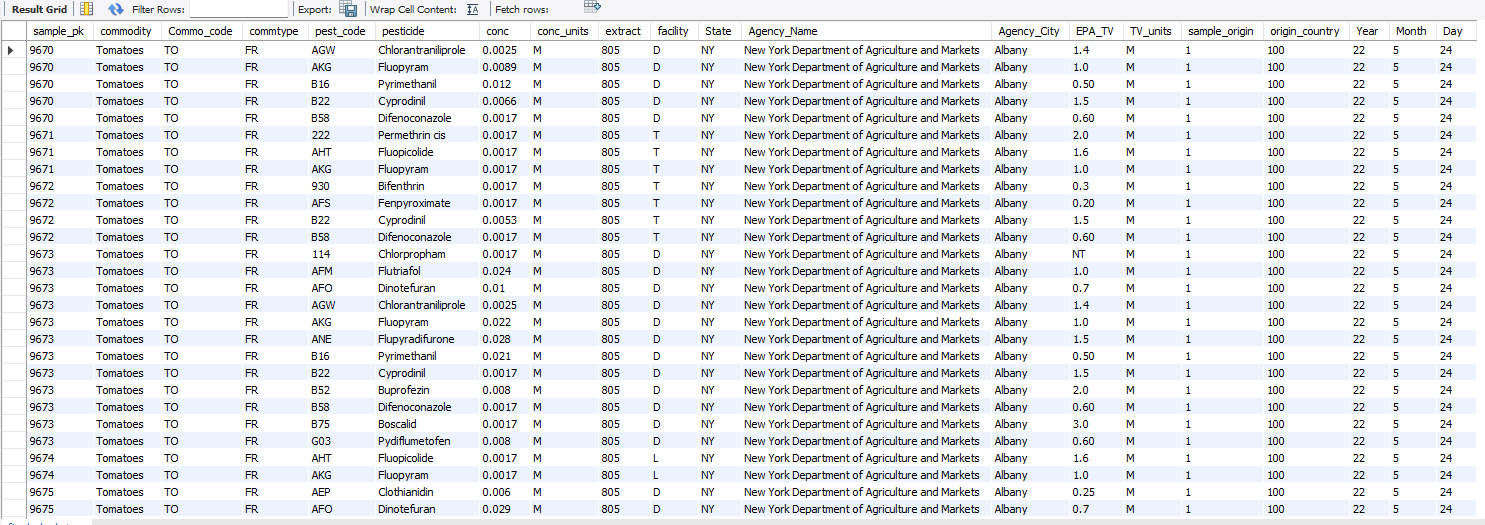 Result Grid Filter Rows: Export: Wrap Cell Content: Fetch rows:
sample_pk commodity Commo_code commtype pest_code pesticide conc conc_units extract facility State Agency_Name Agency_City EPA_TV TV_units sample_origin origin_country Year Month Day
9670 Tomatoes TO FR AGW Chlorantraniliprole 0.0025 M 805 D NY New York Department of Agriculture and Markets Albany 1.4 M 1 100 22 5 24
9670 Tomatoes TO FR AKG Fluopyram 0.0089 M 805 D NY New York Department of Agriculture and Markets Albany 1.0 M 1 100 22 5 24
9670 Tomatoes TO FR B16 Pyrimethanil 0.012 M 805 D NY New York Department of Agriculture and Markets Albany 0.50 M 1 100 22 5 24
9670 Tomatoes TO FR B22 Cyprodinil 0.0066 M 805 D NY New York Department of Agriculture and Markets Albany 1.5 M 1 100 22 5 24
9670 Tomatoes TO FR B58 Difenoconazole 0.0017 M 805 D NY New York Department of Agriculture and Markets Albany 0.60 M 1 100 22 5 24
9671 Tomatoes TO FR 222 Permethrin cis 0.0017 M 805 T NY New York Department of Agriculture and Markets Albany 2.0 M 1 100 22 5 24
9671 Tomatoes TO FR AHT Fluopicolide 0.0017 M 805 T NY New York Department of Agriculture and Markets Albany 1.6 M 1 100 22 5 24
9671 Tomatoes TO FR AKG Fluopyram 0.0017 M 805 T NY New York Department of Agriculture and Markets Albany 1.0 M 1 100 22 5 24
9672 Tomatoes TO FR 930 Bifenthrin 0.0017 M 805 T NY New York Department of Agriculture and Markets Albany 0.3 M 1 100 22 5 24
9672 Tomatoes TO FR AFS Fenpyroximate 0.0017 M 805 T NY New York Department of Agriculture and Markets Albany 0.20 M 1 100 22 5 24
9672 Tomatoes TO FR B22 Cyprodinil 0.0053 M 805 T NY New York Department of Agriculture and Markets Albany 1.5 M 1 100 22 5 24
9672 Tomatoes TO FR B58 Difenoconazole 0.0017 M 805 T NY New York Department of Agriculture and Markets Albany 0.60 M 1 100 22 5 24
9673 Tomatoes TO FR 114 Chlorpropham 0.0017 M 805 D NY New York Department of Agriculture and Markets Albany NT M 1 100 22 5 24
9673 Tomatoes TO FR AFM Flutriafol 0.024 M 805 D NY New York Department of Agriculture and Markets Albany 1.0 M 1 100 22 5 24
9673 Tomatoes TO FR AFO Dinotefuran 0.01 M 805 D NY New York Department of Agriculture and Markets Albany 0.7 M 1 100 22 5 24
9673 Tomatoes TO FR AGW Chlorantraniliprole 0.0025 M 805 D NY New York Department of Agriculture and Markets Albany 1.4 M 1 100 22 5 24
9673 Tomatoes TO FR AKG Fluopyram 0.022 M 805 D NY New York Department of Agriculture and Markets Albany 1.0 M 1 100 22 5 24
9673 Tomatoes TO FR ANE Flupyradifurone 0.028 M 805 D NY New York Department of Agriculture and Markets Albany 1.5 M 1 100 22 5 24
9673 Tomatoes TO FR B16 Pyrimethanil 0.021 M 805 D NY New York Department of Agriculture and Markets Albany 0.50 M 1 100 22 5 24
9673 Tomatoes TO FR B22 Cyprodinil 0.0017 M 805 D NY New York Department of Agriculture and Markets Albany 1.5 M 1 100 22 5 24
9673 Tomatoes TO FR B52 Buprofezin 0.008 M 805 D NY New York Department of Agriculture and Markets Albany 2.0 M 1 100 22 5 24
9673 Tomatoes TO FR B58 Difenoconazole 0.0017 M 805 D NY New York Department of Agriculture and Markets Albany 0.60 M 1 100 22 5 24
9673 Tomatoes TO FR B75 Boscalid 0.0017 M 805 D NY New York Department of Agriculture and Markets Albany 3.0 M 1 100 22 5 24
9673 Tomatoes TO FR G03 Pydiflumetofen 0.008 M 805 D NY New York Department of Agriculture and Markets Albany 0.60 M 1 100 22 5 24
9674 Tomatoes TO FR AHT Fluopicolide 0.0017 M 805 L NY New York Department of Agriculture and Markets Albany 1.6 M 1 100 22 5 24
9674 Tomatoes TO FR AKG Fluopyram 0.0017 M 805 L NY New York Department of Agriculture and Markets Albany 1.0 M 1 100 22 5 24
9675 Tomatoes TO FR AEP Clothianidin 0.006 M 805 D NY New York Department of Agriculture and Markets Albany 0.25 M 1 100 22 5 24
9675 Tomatoes TO FR AFO Dinotefuran 0.029 M 805 D NY New York Department of Agriculture and Markets Albany 0.7 M 1 100 22 5 24